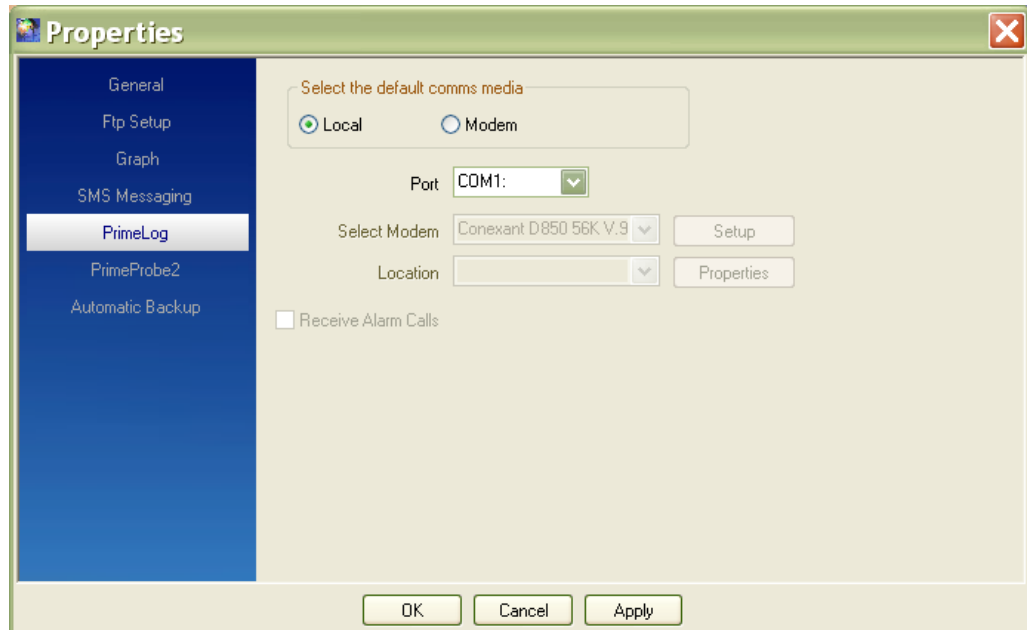 Properties
General
Ftp Setup
Graph
SMS Messaging
PrimeLog
PrimeProbe2
Automatic Backup
Select the default comms media
Local Modem
Port COM1:
Select Modem Conexant D850 56K V.9 Setup
Location Properties
Receive Alarm Calls
OK Cancel Apply